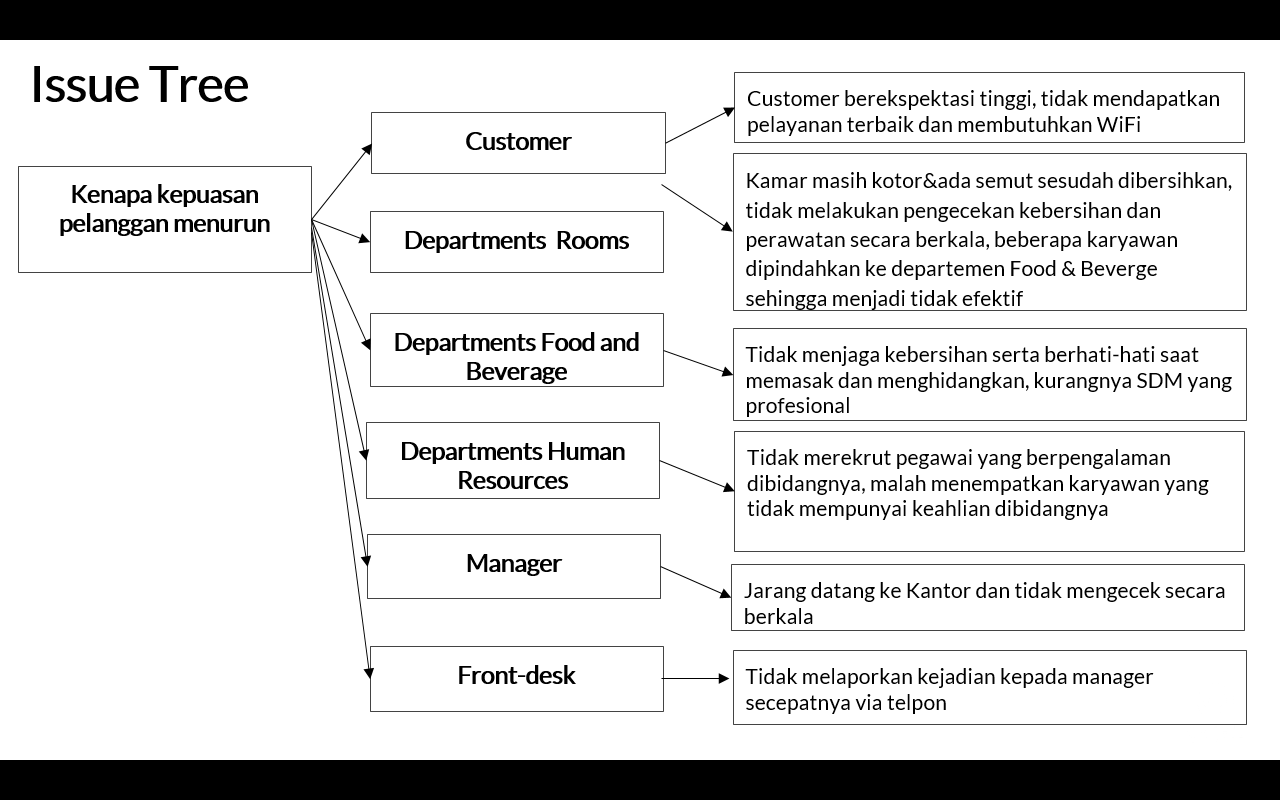 Issue Tree
Kenapa kepuasan
pelanggan menurun
Customer
Customer berekspektasi tinggi, tidak mendapatkan
pelayanan terbaik dan membutuhkan WiFi
Departments Rooms
Kamar masih kotor&ada semut sesudah dibersihkan,
tidak melakukan pengecekan kebersihan dan
perawatan secara berkala, beberapa karyawan
dipindahkan ke departemen Food & Beverge
sehingga menjadi tidak efektif
Departments Food and
Beverage
Tidak menjaga kebersihan serta berhati-hati saat
memasak dan menghidangkan, kurangnya SDM yang
profesional
Departments Human
Resources
Tidak merekrut pegawai yang berpengalaman
dibidangnya, malah menempatkan karyawan yang
tidak mempunyai keahlian dibidangnya
Manager
Jarang datang ke Kantor dan tidak mengecek secara
berkala
Front-desk
Tidak melaporkan kejadian kepada manager
secepatnya via telpon